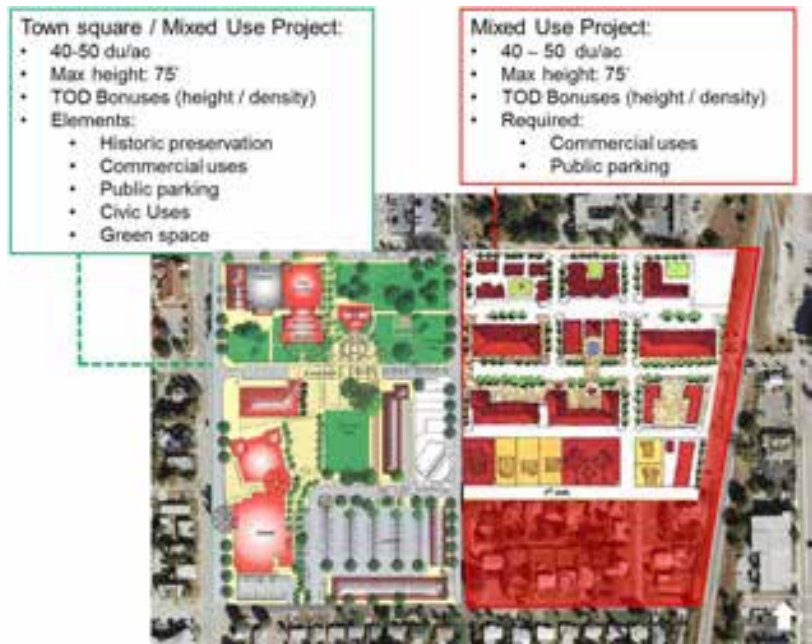 Town square / Mixed Use Project:
• 40-50 du/ac
• Max height: 75'
• TOD Bonuses (height / density)
• Elements:
• Historic preservation
• Commercial uses
• Public parking
• Civic Uses
• Green space
Mixed Use Project:
• 40 – 50 du/ac
• Max height: 75'
• TOD Bonuses (height / density)
• Required:
• Commercial uses
• Public parking